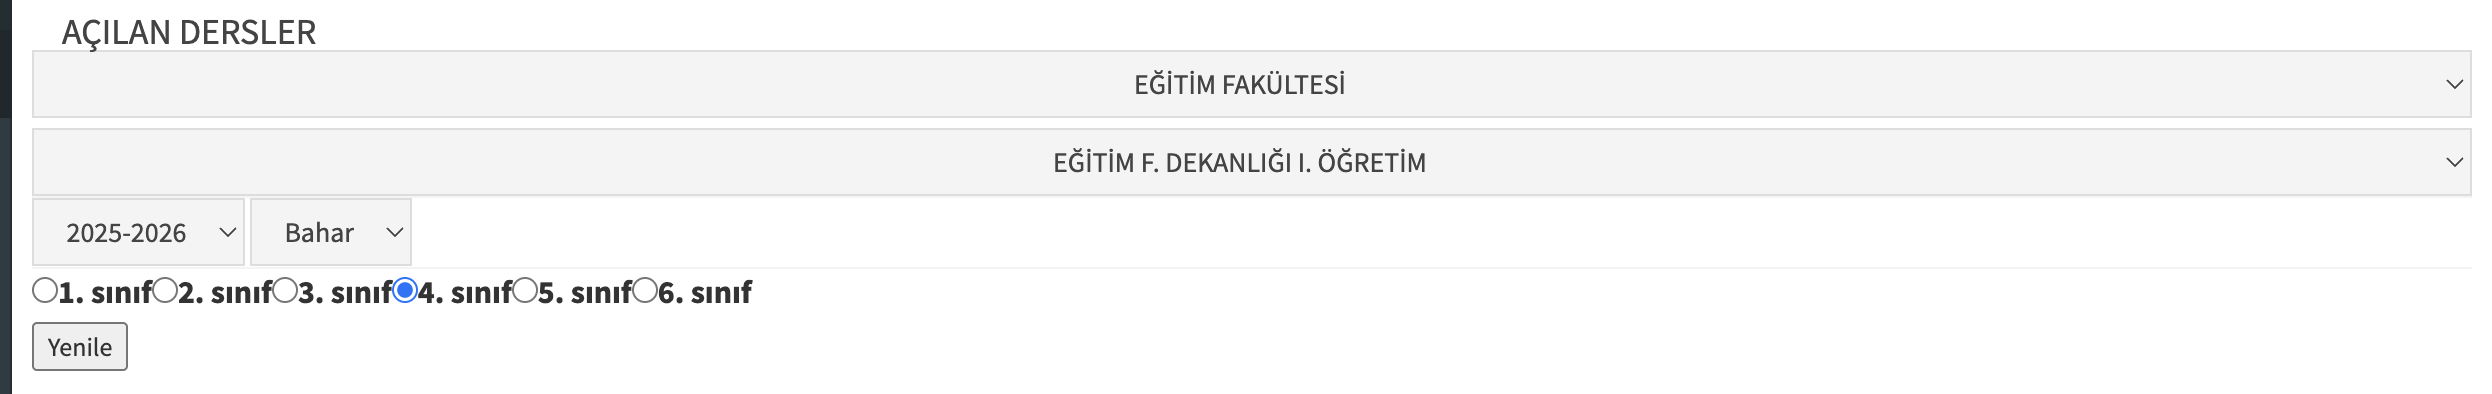 AÇILAN DERSLER
EĞİTİM FAKÜLTESİ
EĞİTİM F. DEKANLIĞI I. ÖĞRETİM
2025-2026 Bahar
1. sınıf 2. sınıf 3. sınıf 4. sınıf 5. sınıf 6. sınıf
Yenile